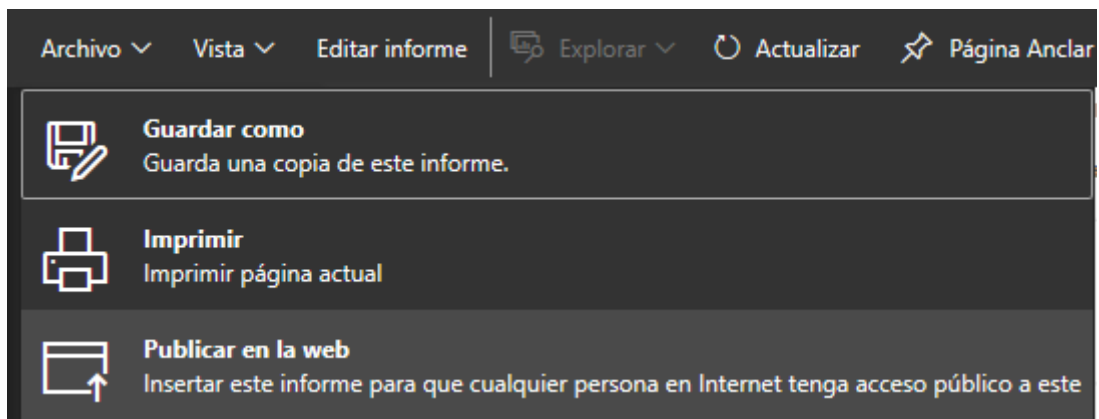 Archivo Vista Editar informe Explorar Actualizar Página Anclar
Guardar como
Guarda una copia de este informe.
Imprimir
Imprimir página actual
Publicar en la web
Insertar este informe para que cualquier persona en Internet tenga acceso público a este